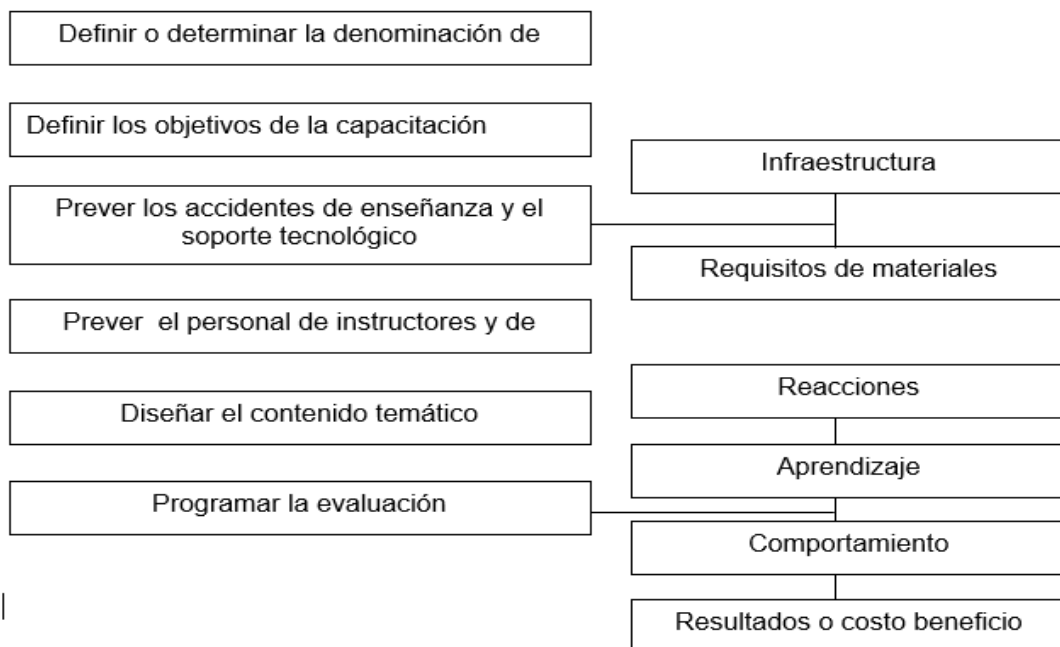 Definir o determinar la denominación de
Definir los objetivos de la capacitación
Infraestructura
Prever los accidentes de enseñanza y el
soporte tecnológico
Requisitos de materiales
Prever el personal de instructores y de
Reacciones
Diseñar el contenido temático
Aprendizaje
Programar la evaluación
Comportamiento
Resultados o costo beneficio